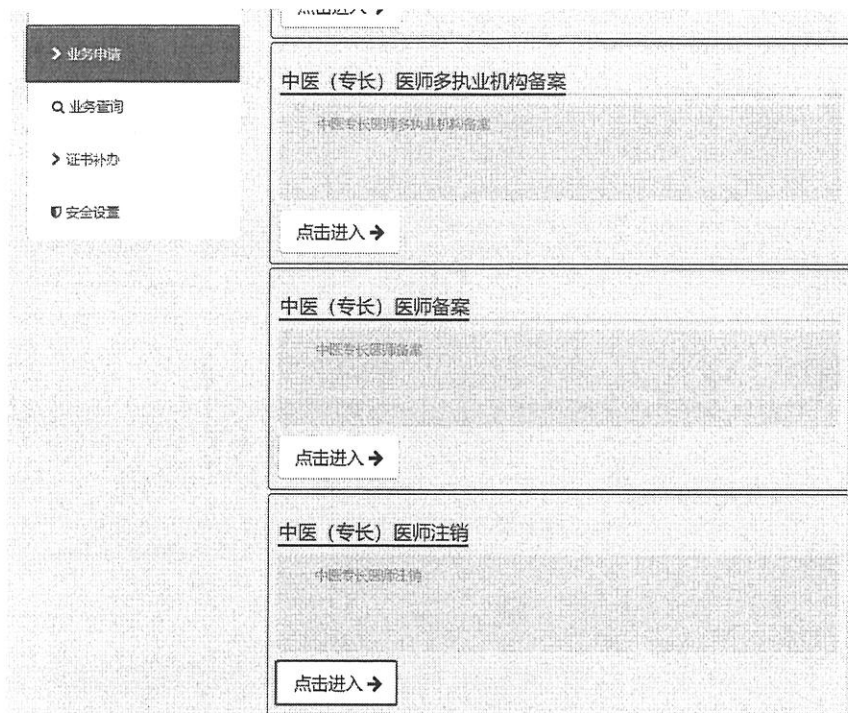 点击进入
> 业务申请
业务查询
> 证书补办
安全设置
中医（专长）医师多执业机构备案
中医专长医师多执业机构备案
点击进入→
中医（专长）医师备案
中医专长医师备案
点击进入→
中医（专长）医师注销
中医专长医师注销
点击进入→